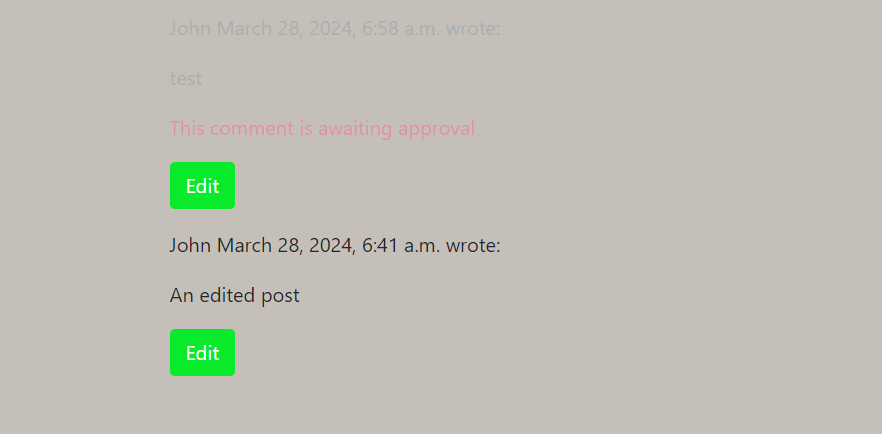 John March 28, 2024, 6:58 a.m. wrote:
test
This comment is awaiting approval
Edit
John March 28, 2024, 6:41 a.m. wrote:
An edited post
Edit